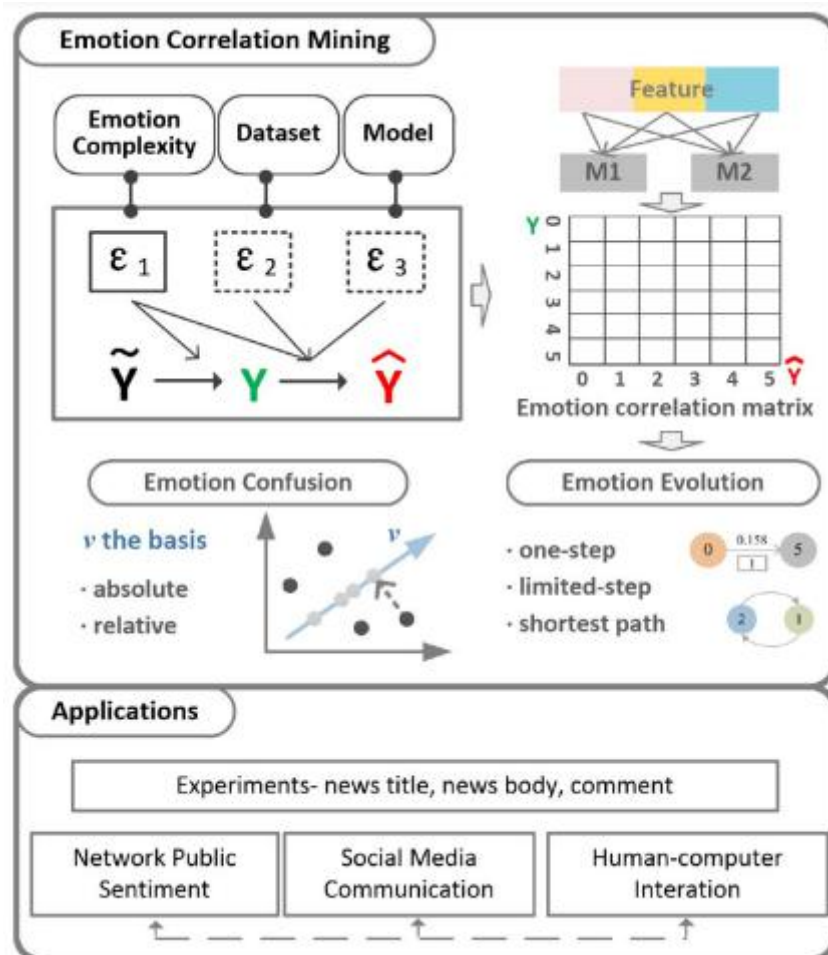 Emotion Correlation Mining
Emotion
Complexity
Dataset
Model
ε 1
ε 2
ε 3
Ỹ
Y
Ŷ
Feature
M1
M2
Y
0
1
2
3
4
5
0 1 2 3 4 5 Ŷ
Emotion correlation matrix
Emotion Confusion
v the basis
· absolute
· relative
v
Emotion Evolution
· one-step
· limited-step
· shortest path
0
0.158
1
5
2
1
Applications
Experiments- news title, news body, comment
Network Public
Sentiment
Social Media
Communication
Human-computer
Interation